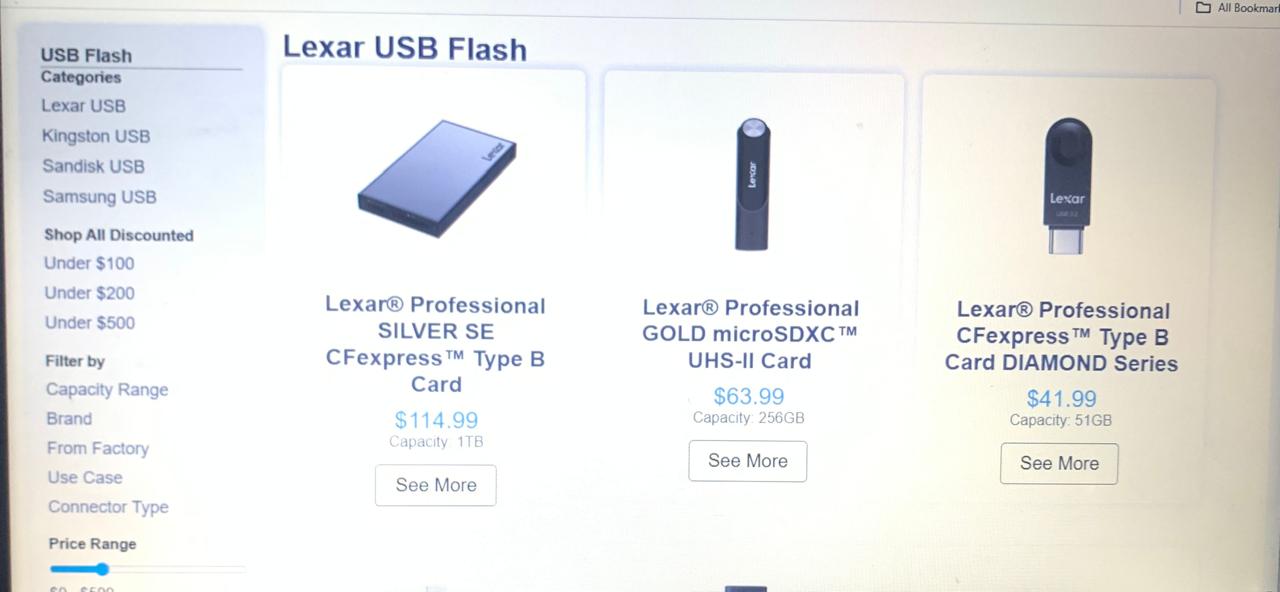 All Bookmar
USB Flash
Categories
Lexar USB
Kingston USB
Sandisk USB
Samsung USB
Shop All Discounted
Under $100
Under $200
Under $500
Filter by
Capacity Range
Brand
From Factory
Use Case
Connector Type
Price Range
Lexar USB Flash
Lexar
Lexar® Professional
SILVER SE
CFexpress™ Type B
Card
$114.99
Capacity: 1TB
See More
Lexar
Lexar® Professional
GOLD microSDXC™
UHS-II Card
$63.99
Capacity: 256GB
See More
Lexar
Lexar® Professional
CFexpress™ Type B
Card DIAMOND Series
$41.99
Capacity: 51GB
See More